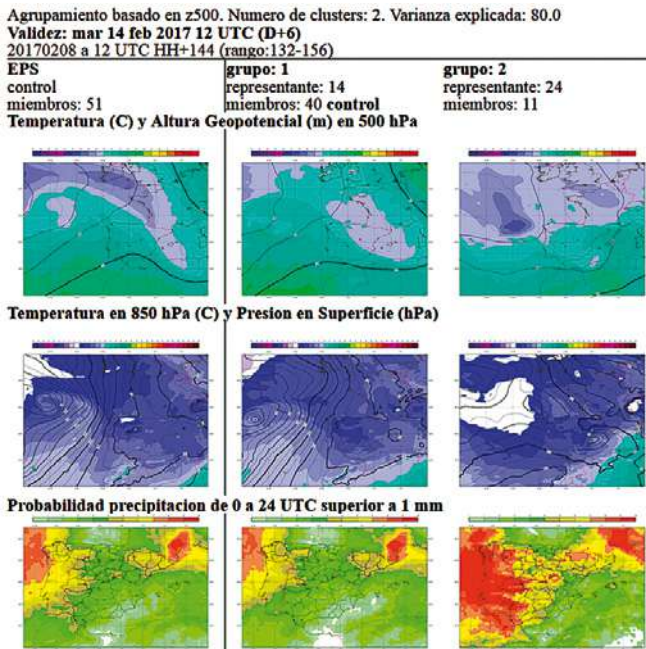 Agrupamiento basado en z500. Numero de clusters: 2. Varianza explicada: 80.0
Validez: mar 14 feb 2017 12 UTC (D+6)
20170208 a 12 UTC HH+144 (rango:132-156)
EPS grupo: 1 grupo: 2
control representante: 14 representante: 24
miembros: 51 miembros: 40 control miembros: 11
Temperatura (C) y Altura Geopotencial (m) en 500 hPa
Temperatura en 850 hPa (C) y Presion en Superficie (hPa)
Probabilidad precipitacion de 0 a 24 UTC superior a 1 mm